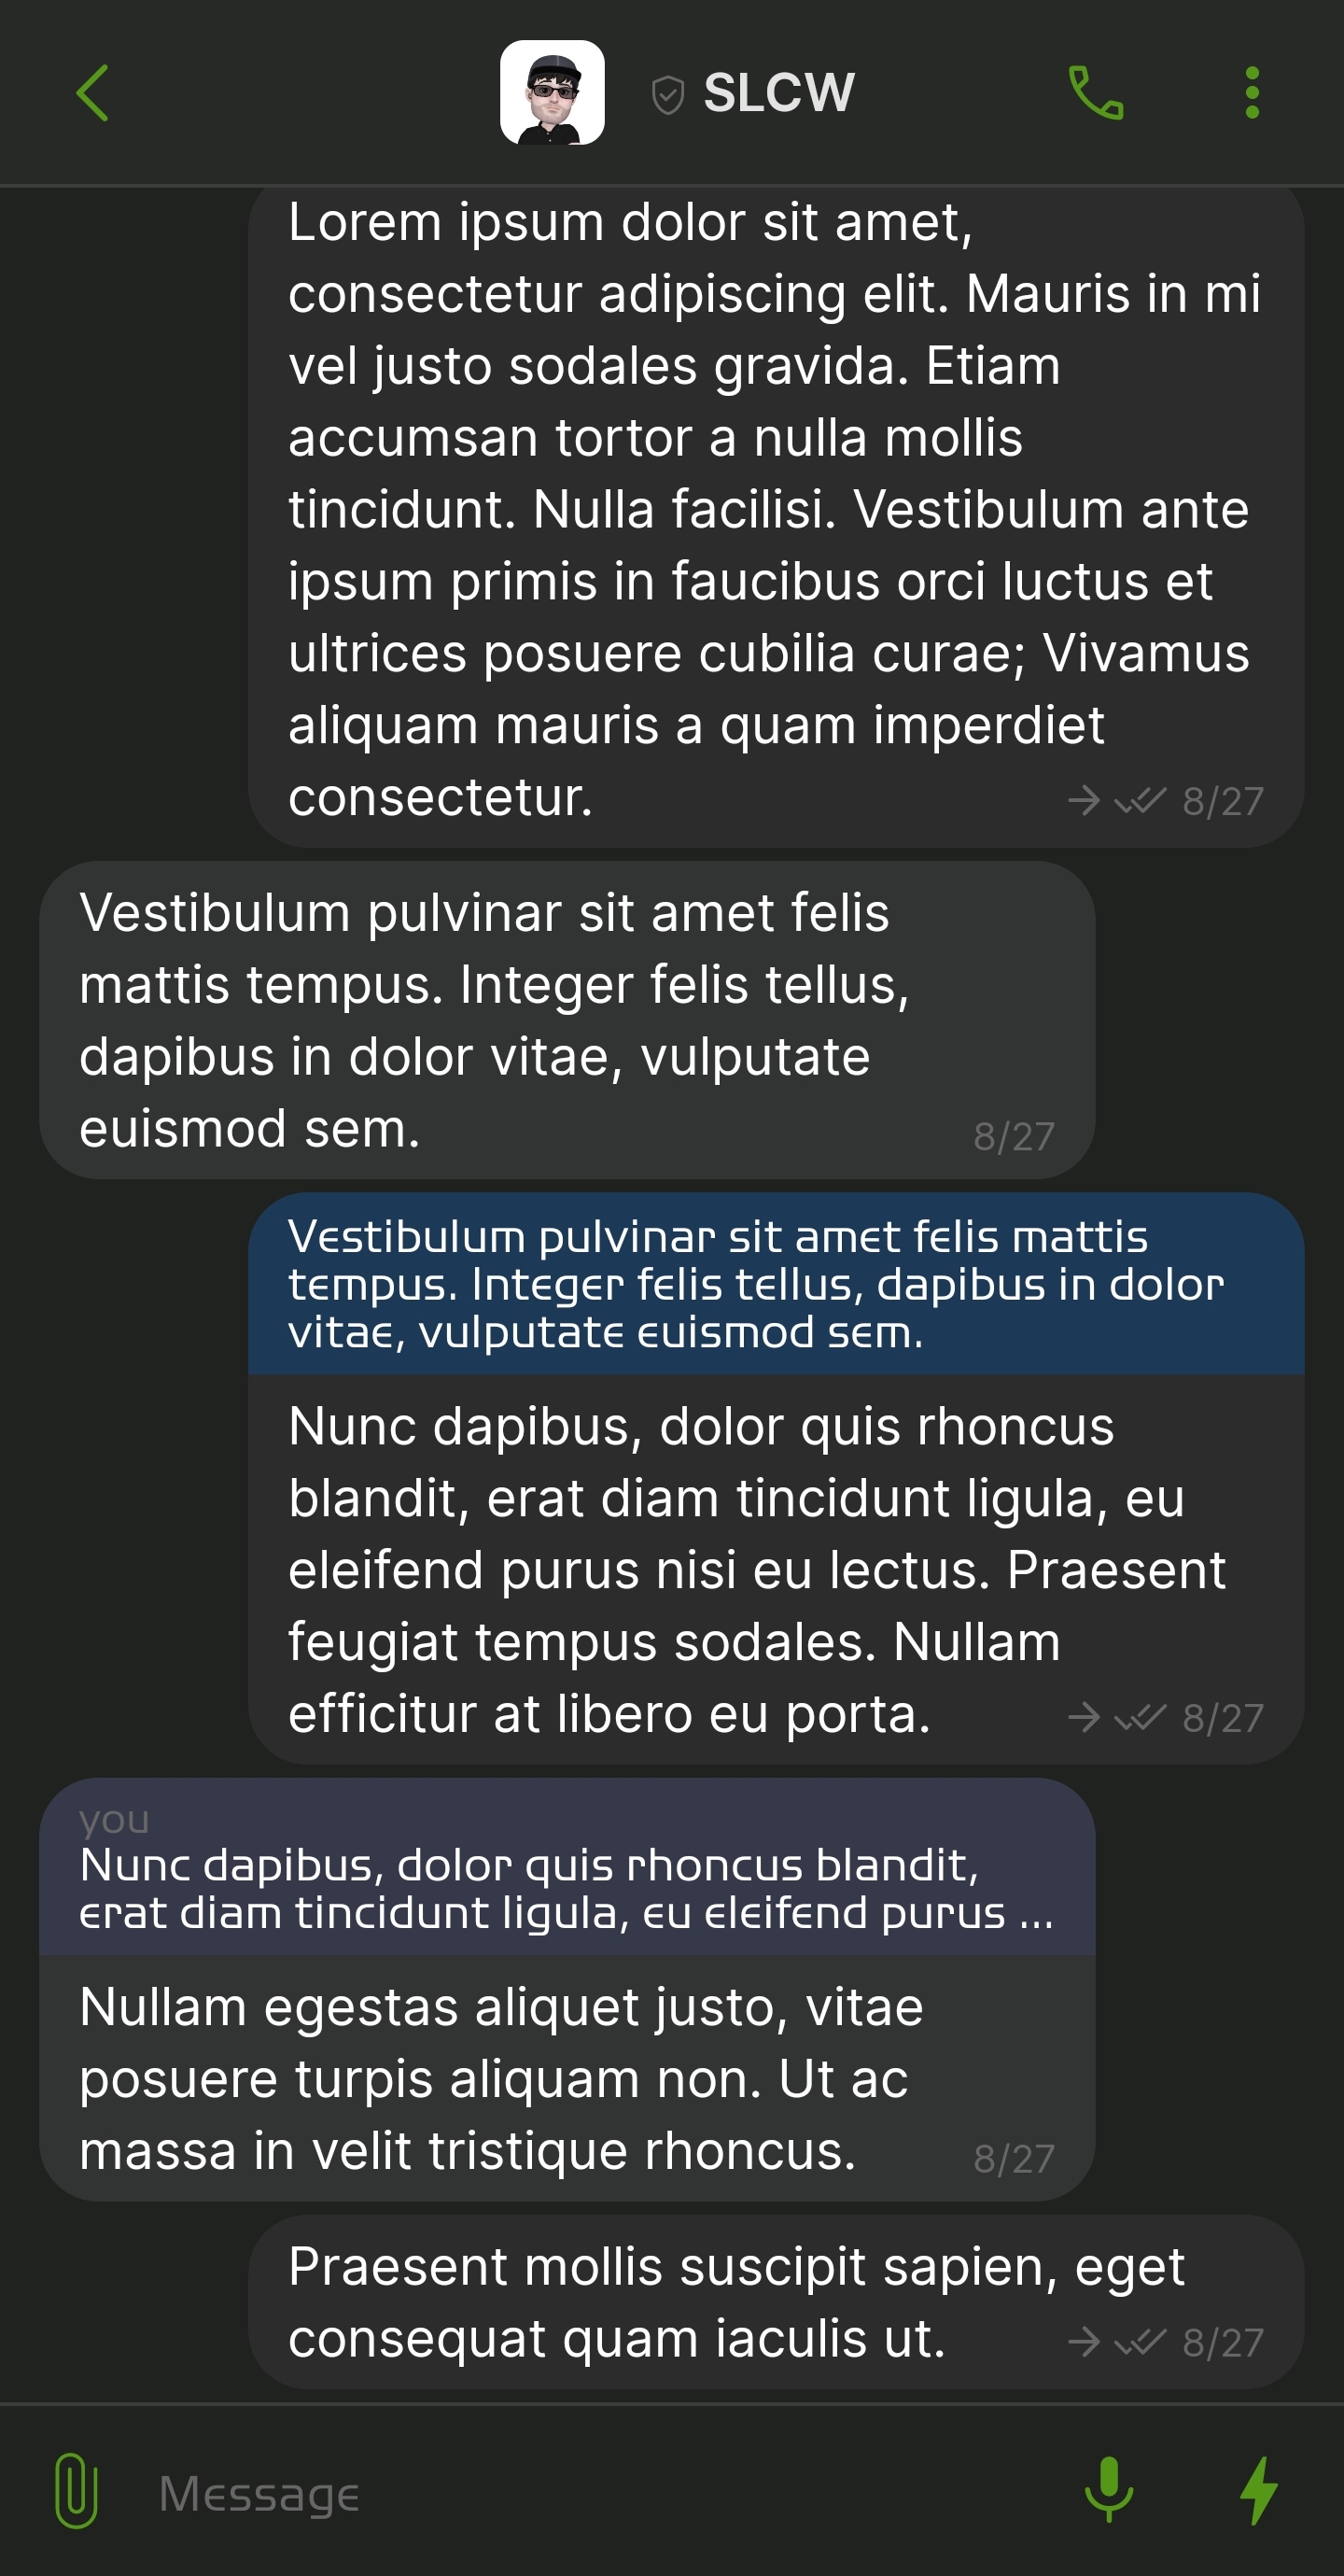 SLCW
Lorem ipsum dolor sit amet,
consectetur adipiscing elit. Mauris in mi
vel justo sodales gravida. Etiam
accumsan tortor a nulla mollis
tincidunt. Nulla facilisi. Vestibulum ante
ipsum primis in faucibus orci luctus et
ultrices posuere cubilia curae; Vivamus
aliquam mauris a quam imperdiet
consectetur.
8/27
Vestibulum pulvinar sit amet felis
mattis tempus. Integer felis tellus,
dapibus in dolor vitae, vulputate
euismod sem.
8/27
Vestibulum pulvinar sit amet felis mattis
tempus. Integer felis tellus, dapibus in dolor
vitae, vulputate euismod sem.
Nunc dapibus, dolor quis rhoncus
blandit, erat diam tincidunt ligula, eu
eleifend purus nisi eu lectus. Praesent
feugiat tempus sodales. Nullam
efficitur at libero eu porta.
8/27
you
Nunc dapibus, dolor quis rhoncus blandit,
erat diam tincidunt ligula, eu eleifend purus ...
Nullam egestas aliquet justo, vitae
posuere turpis aliquam non. Ut ac
massa in velit tristique rhoncus.
8/27
Praesent mollis suscipit sapien, eget
consequat quam iaculis ut.
8/27
Message